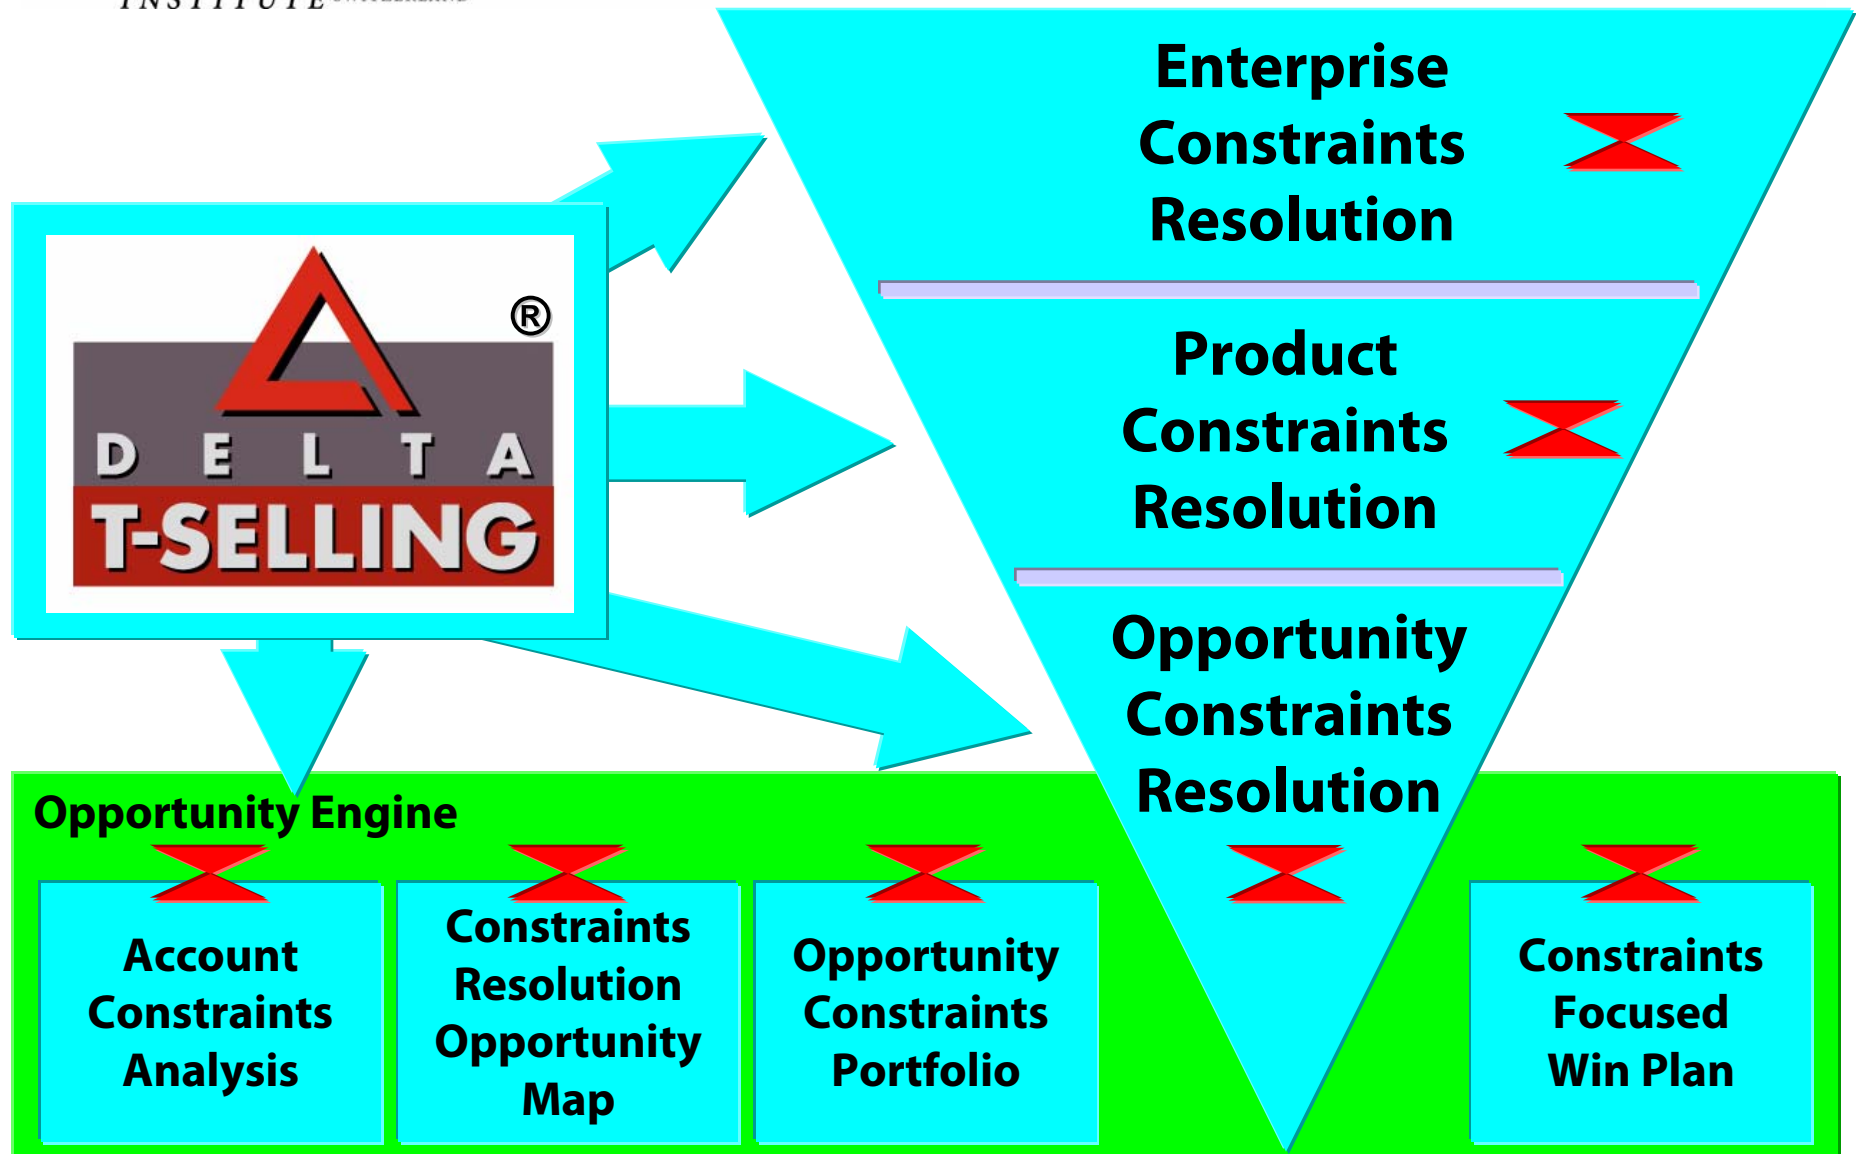 INSTITUTE
Enterprise
Constraints
Resolution
®
DELTA
T-SELLING
Product
Constraints
Resolution
Opportunity
Constraints
Resolution
Opportunity Engine
Account
Constraints
Analysis
Constraints
Resolution
Opportunity
Map
Opportunity
Constraints
Portfolio
Constraints
Focused
Win Plan